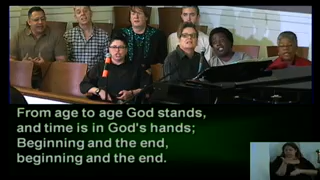 From age to age God stands,
and time is in God's hands;
Beginning and the end,
beginning and the end.